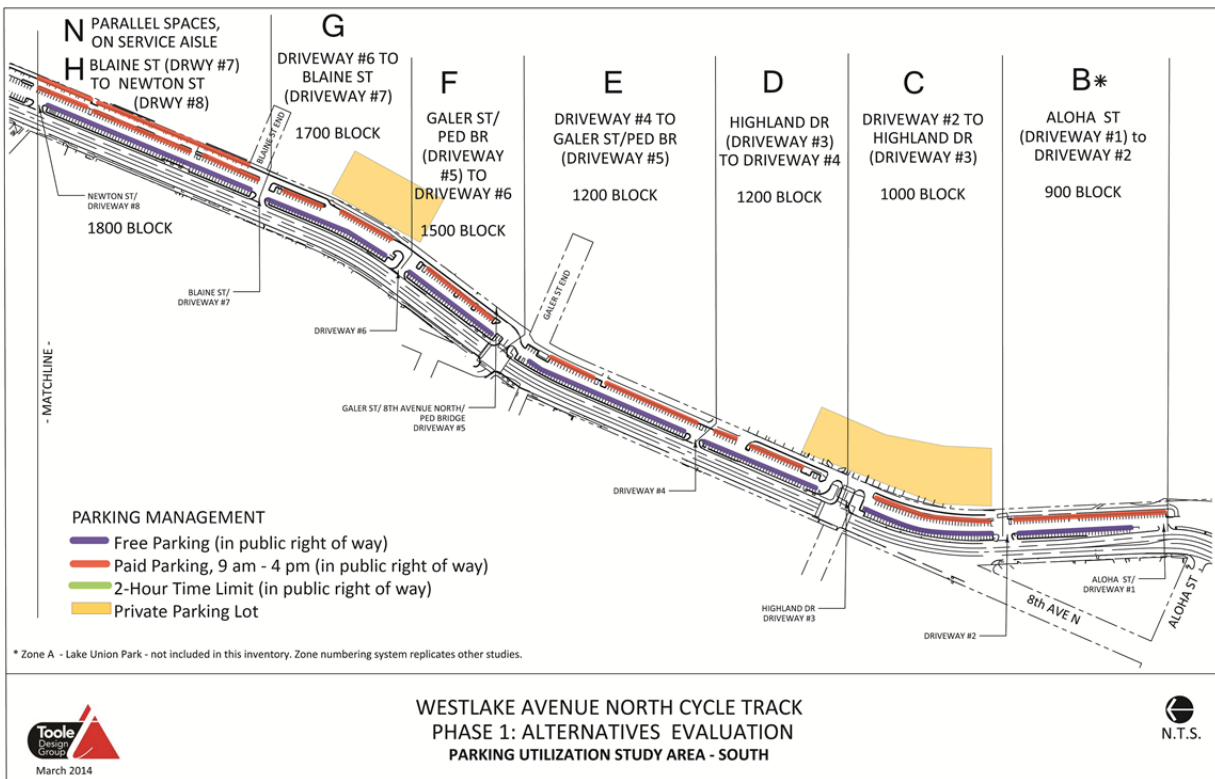 N PARALLEL SPACES,
ON SERVICE AISLE
H BLAINE ST (DRWY #7)
TO NEWTON ST
(DRWY #8)
G
DRIVEWAY #6 TO
BLAINE ST
(DRIVEWAY #7)
1700 BLOCK
F
GALER ST/
PED BR
(DRIVEWAY
#5) TO
DRIVEWAY #6
1500 BLOCK
E
DRIVEWAY #4 TO
GALER ST/PED BR
(DRIVEWAY #5)
1200 BLOCK
D
HIGHLAND DR
(DRIVEWAY #3)
TO DRIVEWAY #4
1200 BLOCK
C
DRIVEWAY #2 TO
HIGHLAND DR
(DRIVEWAY #3)
1000 BLOCK
B*
ALOHA ST
(DRIVEWAY #1) to
DRIVEWAY #2
900 BLOCK
BLAINE ST END
NEWTON ST/
DRIVEWAY #8
1800 BLOCK
BLAINE ST/
DRIVEWAY #7
DRIVEWAY #6
GALER ST END
GALER ST/ 8TH AVENUE NORTH/
PED BRIDGE
DRIVEWAY #5
DRIVEWAY #4
HIGHLAND DR
DRIVEWAY #3
DRIVEWAY #2
8th AVE N
ALOHA ST/
DRIVEWAY #1
ALOHA ST
- MATCHLINE -
PARKING MANAGEMENT
Free Parking (in public right of way)
Paid Parking, 9 am - 4 pm (in public right of way)
2-Hour Time Limit (in public right of way)
Private Parking Lot
* Zone A - Lake Union Park - not included in this inventory. Zone numbering system replicates other studies.
Toole
Design
Group
March 2014
WESTLAKE AVENUE NORTH CYCLE TRACK
PHASE 1: ALTERNATIVES EVALUATION
PARKING UTILIZATION STUDY AREA - SOUTH
N.T.S.